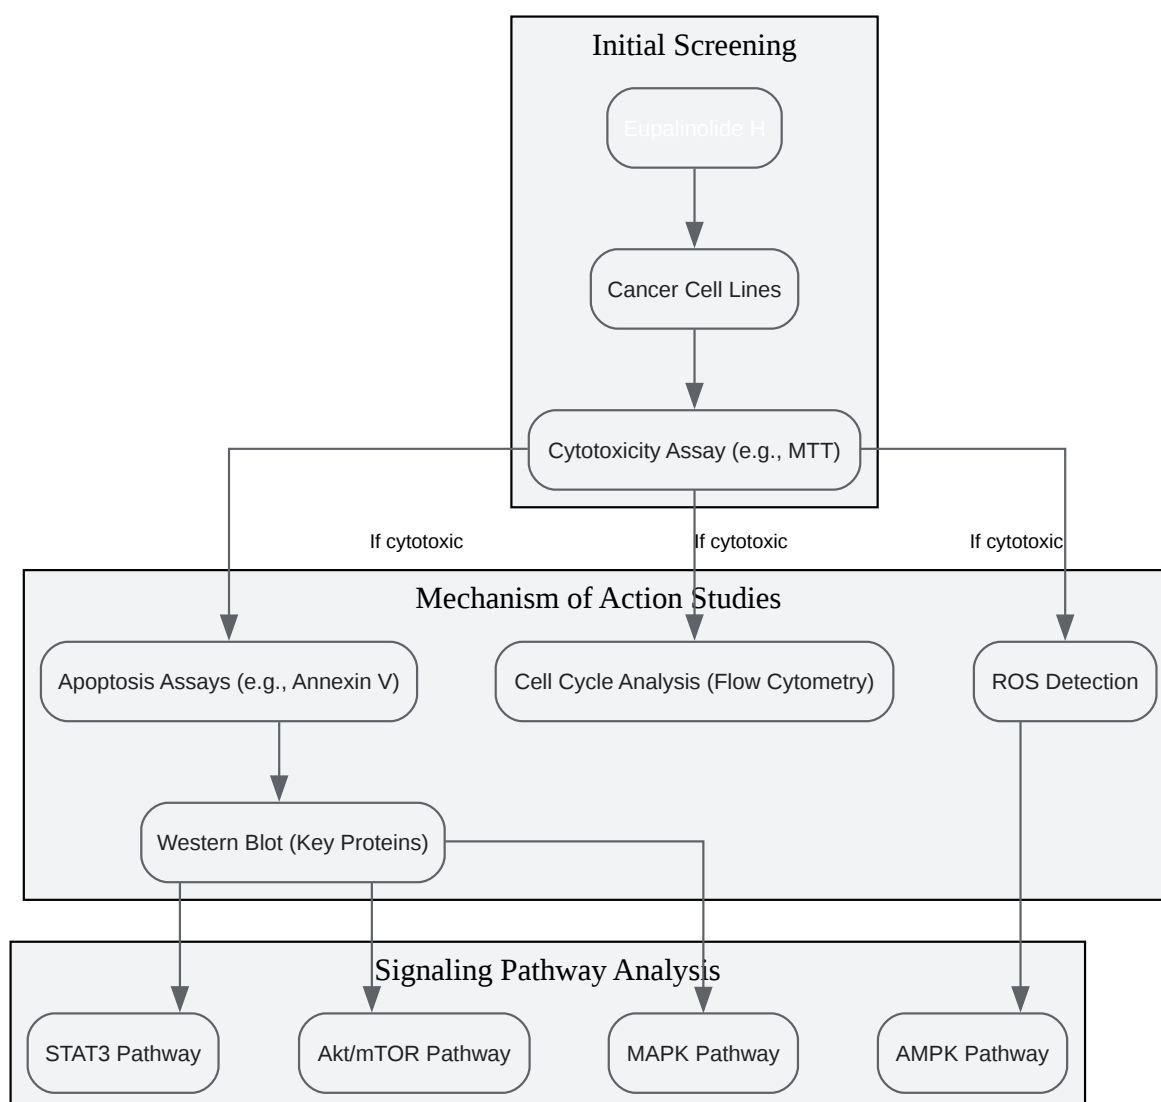 Initial Screening
Eupalinolide H
Cancer Cell Lines
Cytotoxicity Assay (e.g., MTT)
If cytotoxic
If cytotoxic
If cytotoxic
Mechanism of Action Studies
Apoptosis Assays (e.g., Annexin V)
Cell Cycle Analysis (Flow Cytometry)
ROS Detection
Western Blot (Key Proteins)
Signaling Pathway Analysis
STAT3 Pathway
Akt/mTOR Pathway
MAPK Pathway
AMPK Pathway